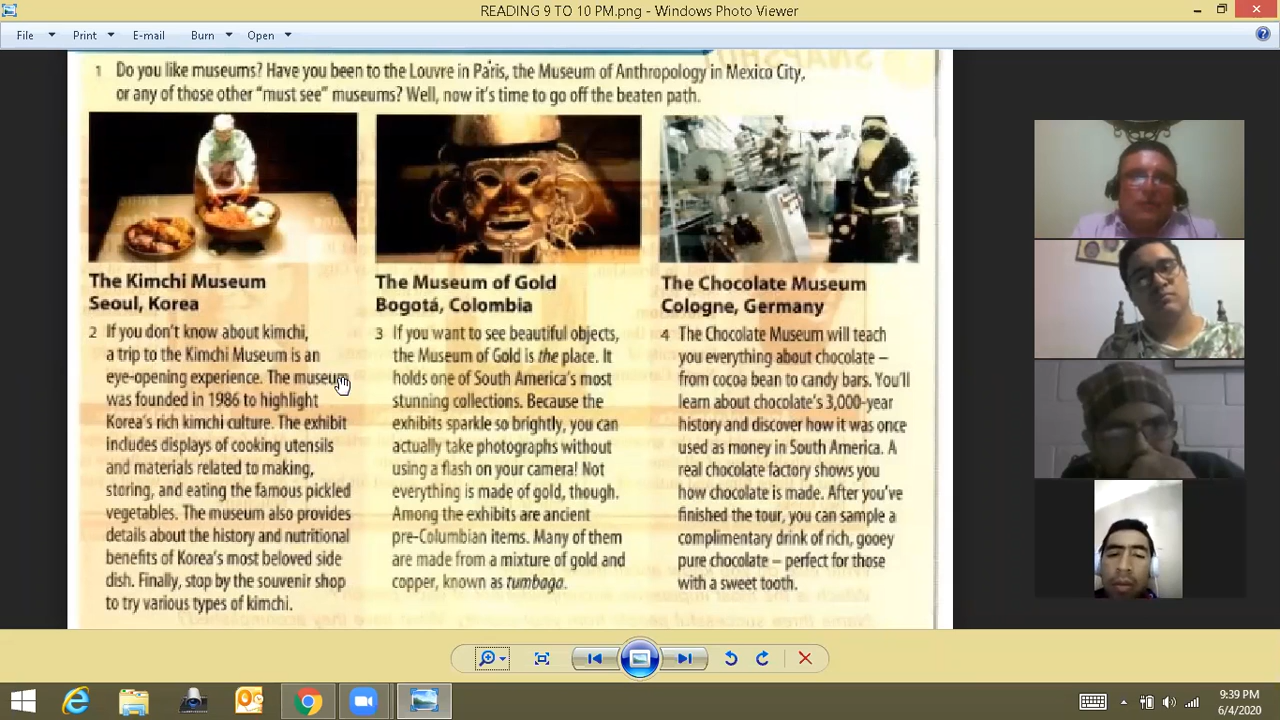 READING 9 TO 10 PM.png - Windows Photo Viewer
File Print E-mail Burn Open
1 Do you like museums? Have you been to the Louvre in Paris, the Museum of Anthropology in Mexico City,
or any of those other "must see" museums? Well, now it's time to go off the beaten path.
The Kimchi Museum
Seoul, Korea
2 If you don't know about kimchi,
a trip to the Kimchi Museum is an
eye-opening experience. The museum
was founded in 1986 to highlight
Korea's rich kimchi culture. The exhibit
includes displays of cooking utensils
and materials related to making,
storing, and eating the famous pickled
vegetables. The museum also provides
details about the history and nutritional
benefits of Korea's most beloved side
dish. Finally, stop by the souvenir shop
to try various types of kimchi.
The Museum of Gold
Bogotá, Colombia
3 If you want to see beautiful objects,
the Museum of Gold is the place. It
holds one of South America's most
stunning collections. Because the
exhibits sparkle so brightly, you can
actually take photographs without
using a flash on your camera! Not
everything is made of gold, though.
Among the exhibits are ancient
pre-Columbian items. Many of them
are made from a mixture of gold and
copper, known as tumbaga.
The Chocolate Museum
Cologne, Germany
4 The Chocolate Museum will teach
you everything about chocolate –
from cocoa bean to candy bars. You'll
learn about chocolate's 3,000-year
history and discover how it was once
used as money in South America. A
real chocolate factory shows you
how chocolate is made. After you've
finished the tour, you can sample a
complimentary drink of rich, gooey
pure chocolate – perfect for those
with a sweet tooth.
9:39 PM
6/4/2020